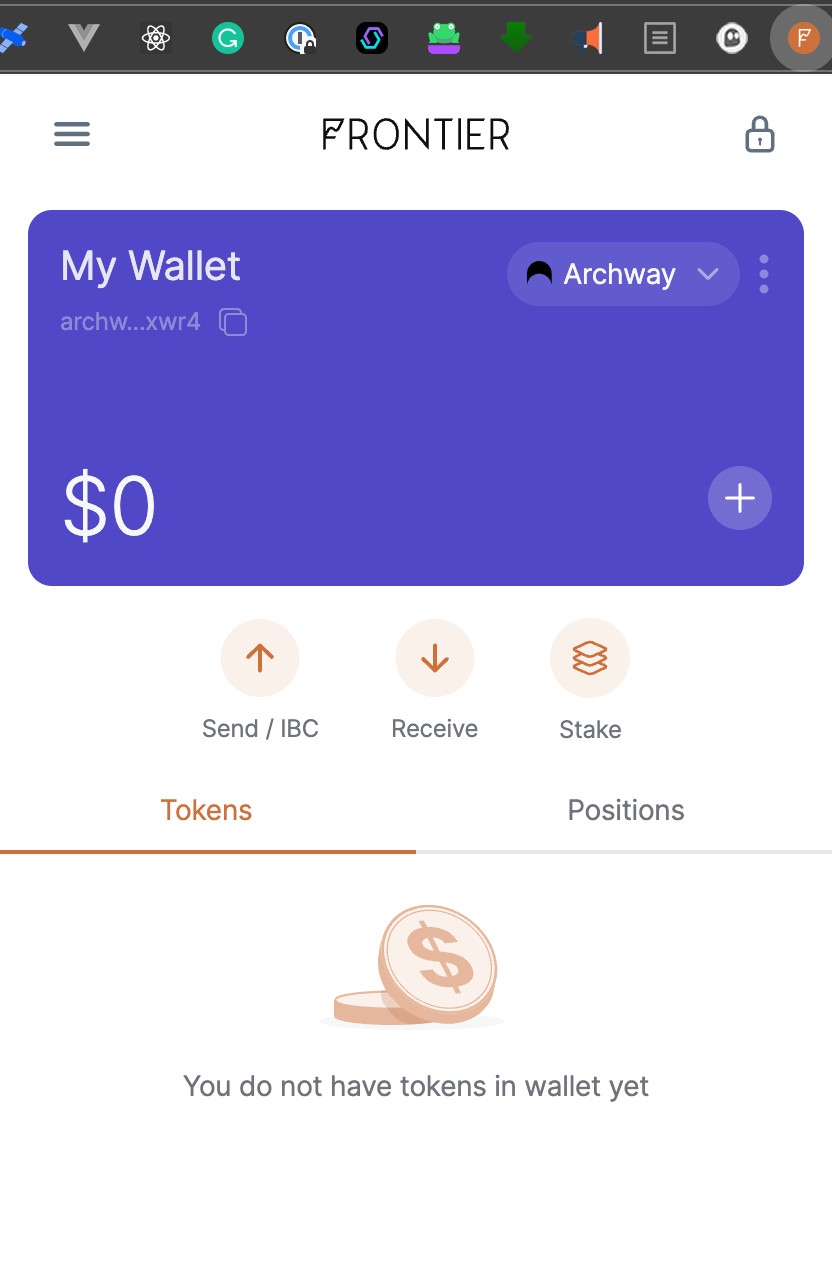 FRONTIER
My Wallet
Archway
archw...xwr4
$0
Send / IBC
Receive
Stake
Tokens
Positions
You do not have tokens in wallet yet